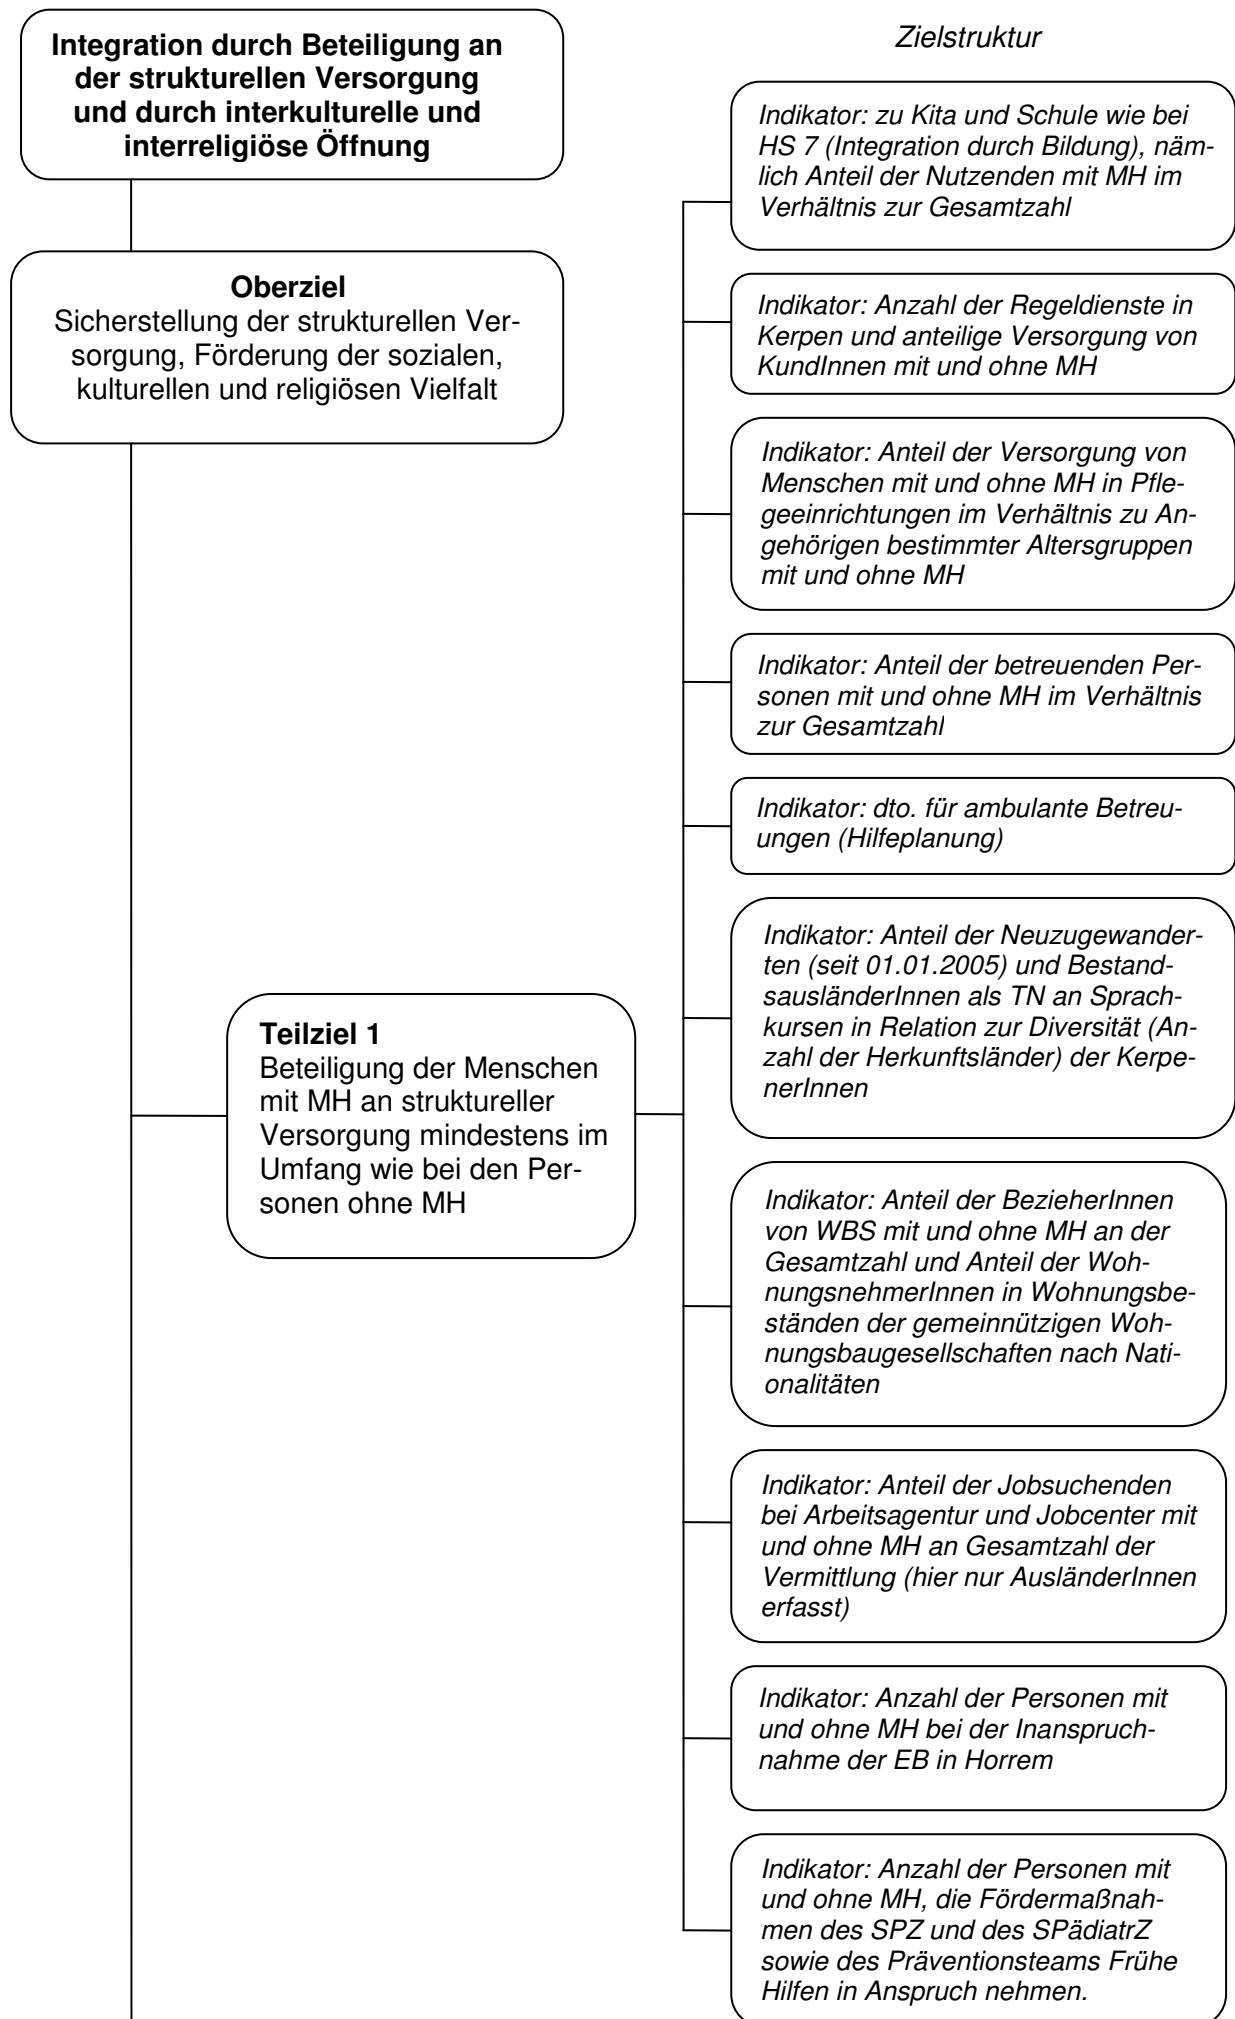 Integration durch Beteiligung an
der strukturellen Versorgung
und durch interkulturelle und
interreligiöse Öffnung
Zielstruktur
Oberziel
Sicherstellung der strukturellen Ver-
sorgung, Förderung der sozialen,
kulturellen und religiösen Vielfalt
Teilziel 1
Beteiligung der Menschen
mit MH an struktureller
Versorgung mindestens im
Umfang wie bei den Per-
sonen ohne MH
Indikator: zu Kita und Schule wie bei
HS 7 (Integration durch Bildung), näm-
lich Anteil der Nutzenden mit MH im
Verhältnis zur Gesamtzahl
Indikator: Anzahl der Regeldienste in
Kerpen und anteilige Versorgung von
KundInnen mit und ohne MH
Indikator: Anteil der Versorgung von
Menschen mit und ohne MH in Pfle-
geeinrichtungen im Verhältnis zu An-
gehörigen bestimmter Altersgruppen
mit und ohne MH
Indikator: Anteil der betreuenden Per-
sonen mit und ohne MH im Verhältnis
zur Gesamtzahl
Indikator: dto. für ambulante Betreu-
ungen (Hilfeplanung)
Indikator: Anteil der Neuzugewander-
ten (seit 01.01.2005) und Bestand-
sausländerInnen als TN an Sprach-
kursen in Relation zur Diversität (An-
zahl der Herkunftsländer) der Kerpe-
nerInnen
Indikator: Anteil der BezieherInnen
von WBS mit und ohne MH an der
Gesamtzahl und Anteil der Woh-
nungsnehmerInnen in Wohnungsbe-
ständen der gemeinnützigen Woh-
nungsbaugesellschaften nach Nati-
onalitäten
Indikator: Anteil der Jobsuchenden
bei Arbeitsagentur und Jobcenter mit
und ohne MH an Gesamtzahl der
Vermittlung (hier nur AusländerInnen
erfasst)
Indikator: Anzahl der Personen mit
und ohne MH bei der Inanspruch-
nahme der EB in Horrem
Indikator: Anzahl der Personen mit
und ohne MH, die Fördermaßnah-
men des SPZ und des SPädiatrZ
sowie des Präventionsteams Frühe
Hilfen in Anspruch nehmen.